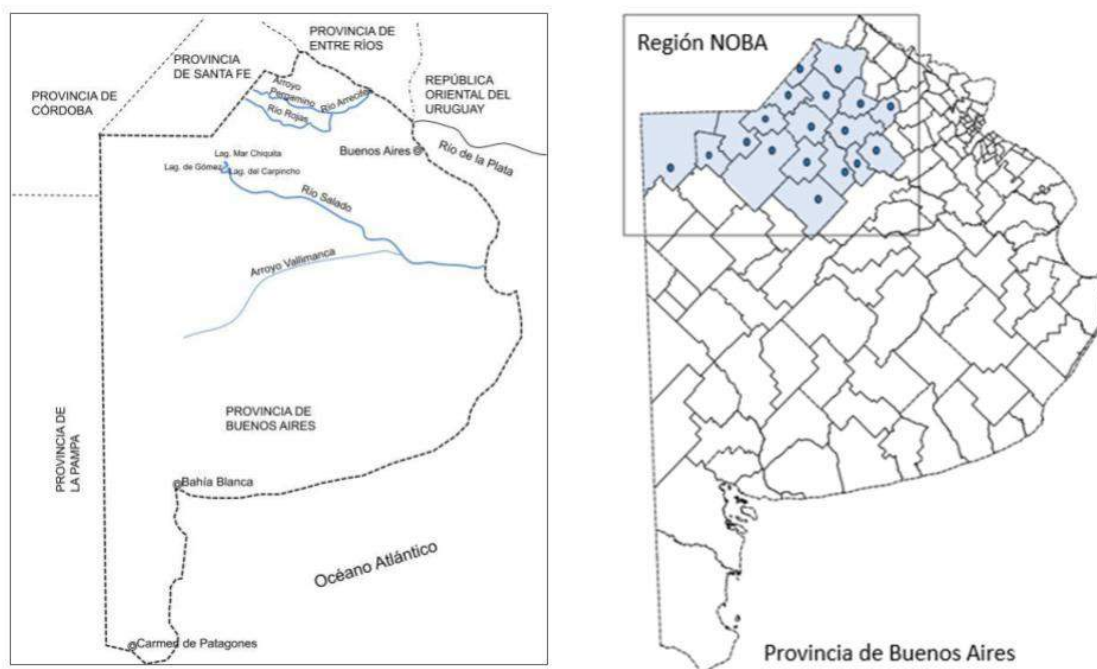 PROVINCIA DE
ENTRE RÍOS
PROVINCIA
DE SANTA FE
PROVINCIA DE
CÓRDOBA
REPÚBLICA
ORIENTAL DEL
URUGUAY
Arroyo
Pergamino
Río Arrecifes
Río Rojas
Buenos Aires
Río de la Plata
Lag. Mar Chiquita
Lag. de Gómez
Lag. del Carpincho
Río Salado
Arroyo Vallimanca
PROVINCIA DE
BUENOS AIRES
PROVINCIA DE
LA PAMPA
Bahía Blanca
Océano Atlántico
Carmen de Patagones
Región NOBA
Provincia de Buenos Aires